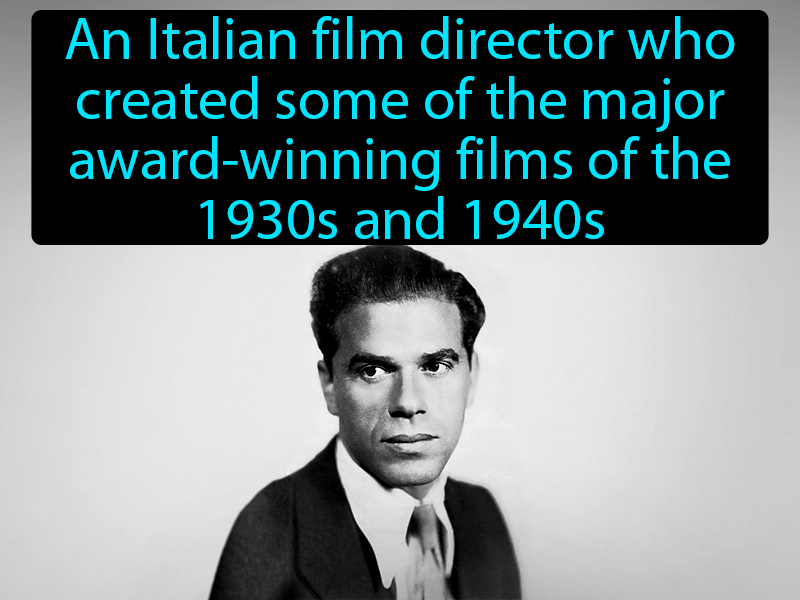 An Italian film director who
created some of the major
award-winning films of the
1930s and 1940s